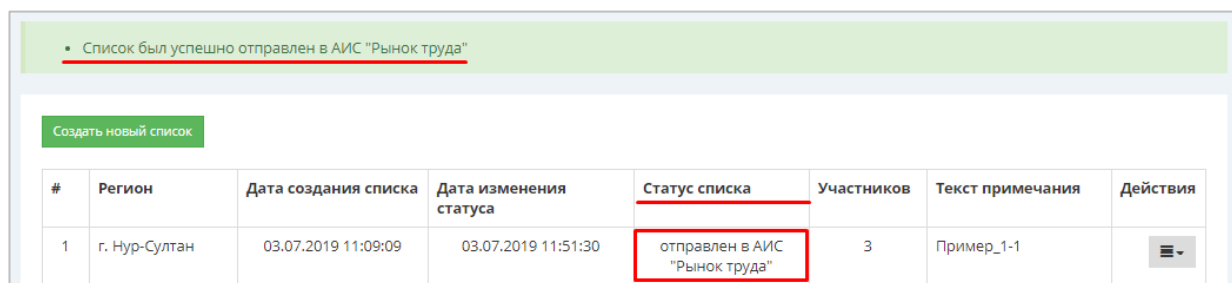 Список был успешно отправлен в АИС "Рынок труда"
Создать новый список
# Регион Дата создания списка Дата изменения статуса Статус списка Участников Текст примечания Действия
1 г. Нур-Султан 03.07.2019 11:09:09 03.07.2019 11:51:30 отправлен в АИС "Рынок труда" 3 Пример_1-1